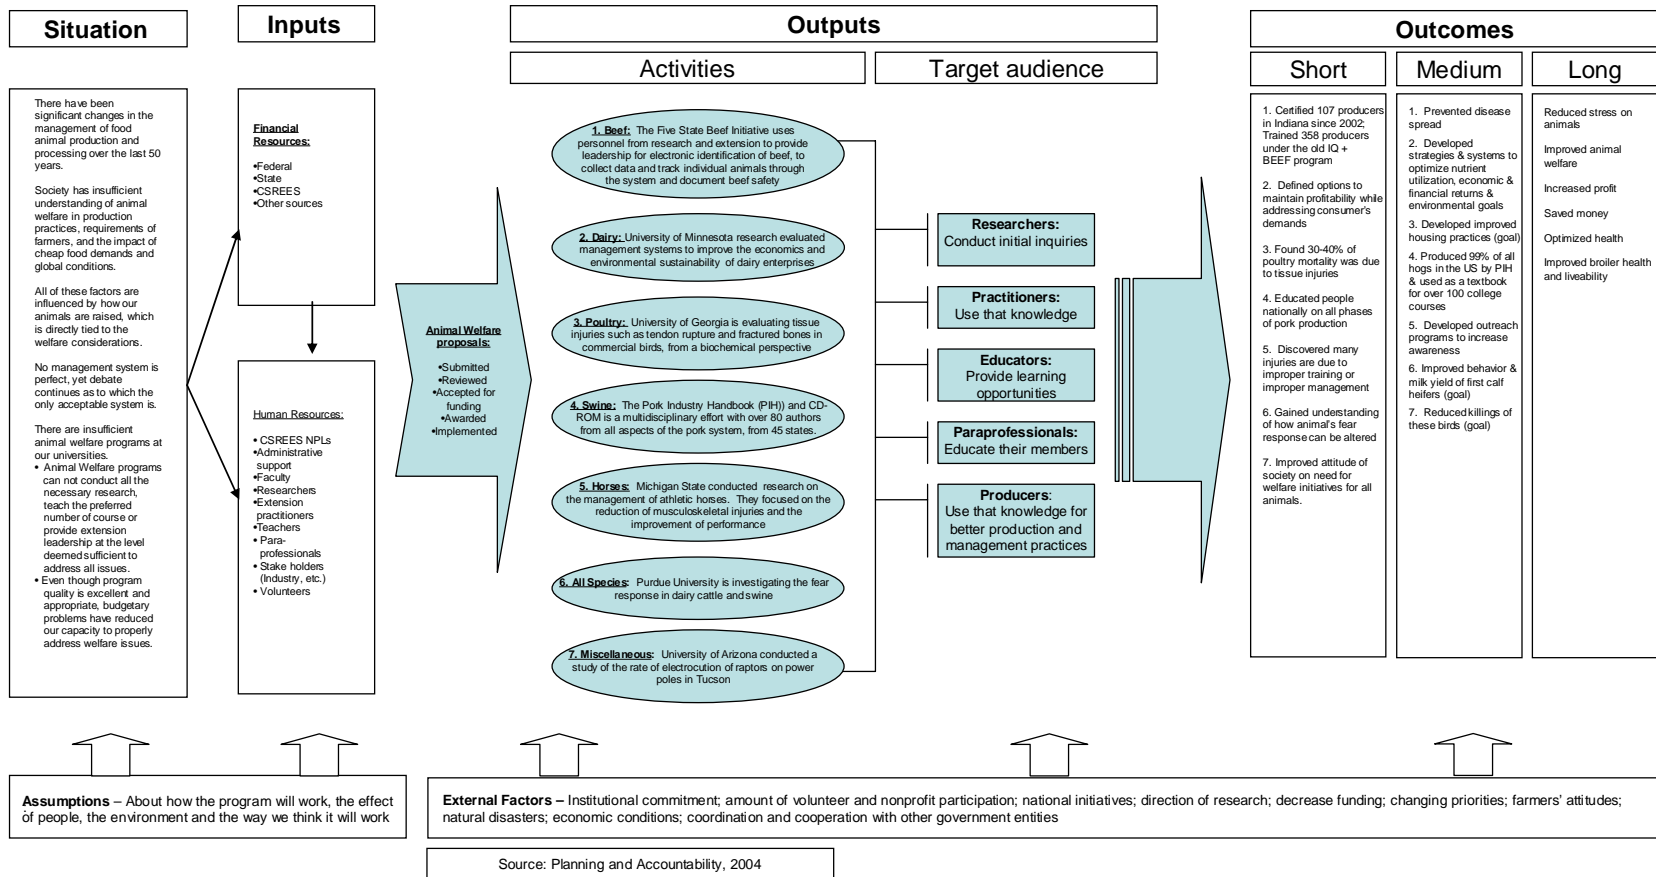 Situation
There have been
significant changes in the
management of food
animal production and
processing over the last 50
years.
Society has insufficient
understanding of animal
welfare in production
practices, requirements of
farmers, and the impact of
cheap food demands and
global conditions.
All of these factors are
influenced by how our
animals are raised, which
is directly tied to the
welfare considerations.
No management system is
perfect, yet debate
continues as to which the
only acceptable system is.
There are insufficient
animal welfare programs at
our universities.
• Animal Welfare programs
can not conduct all the
necessary research,
teach the preferred
number of course or
provide extension
leadership at the level
deemed sufficient to
address all issues.
• Even though program
quality is excellent and
appropriate, budgetary
problems have reduced
our capacity to properly
address welfare issues.
Inputs
Financial
Resources:
•Federal
•State
•CSREES
•Other sources
Human Resources:
• CSREES NPLs
•Administrative
support
•Faculty
•Researchers
•Extension
practitioners
•Teachers
• Para-
professionals
• Stake holders
(Industry, etc.)
• Volunteers
Animal Welfare
proposals:
•Submitted
•Reviewed
•Accepted for
funding
•Awarded
•Implemented
Outputs
Activities
1. Beef: The Five State Beef Initiative uses
personnel from research and extension to provide
leadership for electronic identification of beef, to
collect data and track individual animals through
the system and document beef safety
2. Dairy: University of Minnesota research evaluated
management systems to improve the economics and
environmental sustainability of dairy enterprises
3. Poultry: University of Georgia is evaluating tissue
injuries such as tendon rupture and fractured bones in
commercial birds, from a biochemical perspective
4. Swine: The Pork Industry Handbook (PIH)) and CD-
ROM is a multidisciplinary effort with over 80 authors
from all aspects of the pork system, from 45 states.
5. Horses: Michigan State conducted research on
the management of athletic horses. They focused on the
reduction of musculoskeletal injuries and the
improvement of performance
6. All Species: Purdue University is investigating the fear
response in dairy cattle and swine
7. Miscellaneous: University of Arizona conducted a
study of the rate of electrocution of raptors on power
poles in Tucson
Target audience
Researchers:
Conduct initial inquiries
Practitioners:
Use that knowledge
Educators:
Provide learning
opportunities
Paraprofessionals:
Educate their members
Producers:
Use that knowledge for
better production and
management practices
Outcomes
Short
1. Certified 107 producers
in Indiana since 2002;
Trained 358 producers
under the old IQ +
BEEF program
2. Defined options to
maintain profitability while
addressing consumer's
demands
3. Found 30-40% of
poultry mortality was due
to tissue injuries
4. Educated people
nationally on all phases
of pork production
5. Discovered many
injuries are due to
improper training or
improper management
6. Gained understanding
of how animal's fear
response can be altered
7. Improved attitude of
society on need for
welfare initiatives for all
animals.
Medium
1. Prevented disease
spread
2. Developed
strategies & systems to
optimize nutrient
utilization, economic &
financial returns &
environmental goals
3. Developed improved
housing practices (goal)
4. Produced 99% of all
hogs in the US by PIH
& used as a textbook
for over 100 college
courses
5. Developed outreach
programs to increase
awareness
6. Improved behavior &
milk yield of first calf
heifers (goal)
7. Reduced killings of
these birds (goal)
Long
Reduced stress on
animals
Improved animal
welfare
Increased profit
Saved money
Optimized health
Improved broiler health
and liveability
Assumptions – About how the program will work, the effect
of people, the environment and the way we think it will work
External Factors – Institutional commitment; amount of volunteer and nonprofit participation; national initiatives; direction of research; decrease funding; changing priorities; farmers' attitudes;
natural disasters; economic conditions; coordination and cooperation with other government entities
Source: Planning and Accountability, 2004